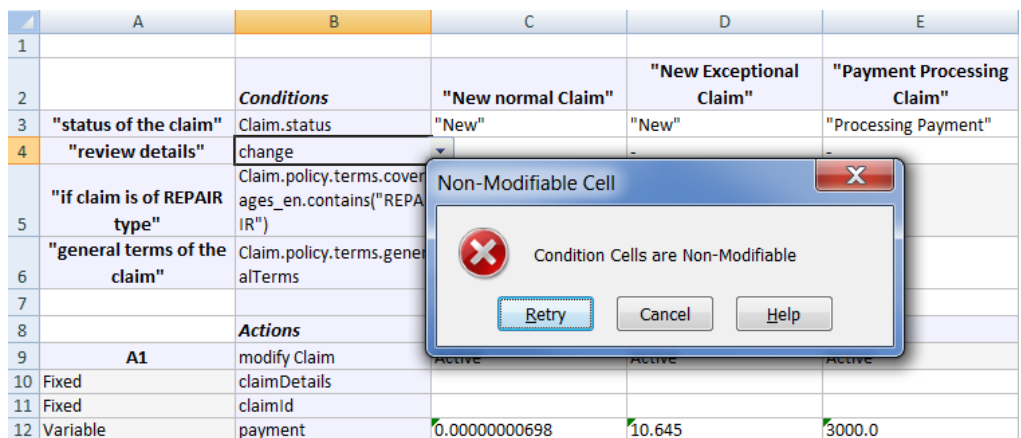 A B C D E
1
"New Exceptional "Payment Processing
2 Conditions "New normal Claim" Claim" Claim"
3 "status of the claim" Claim.status "New" "New" "Processing Payment"
4 "review details" change - -
Claim.policy.terms.cover
"if claim is of REPAIR ages_en.contains("REPA
5 type" IR")
"general terms of the Claim.policy.terms.gener
6 claim" alTerms
7
8 Actions
9 A1 modify Claim Active Active Active
10 Fixed claimDetails
11 Fixed claimId
12 Variable payment 0.00000000698 10.645 3000.0
Non-Modifiable Cell
Condition Cells are Non-Modifiable
Retry Cancel Help